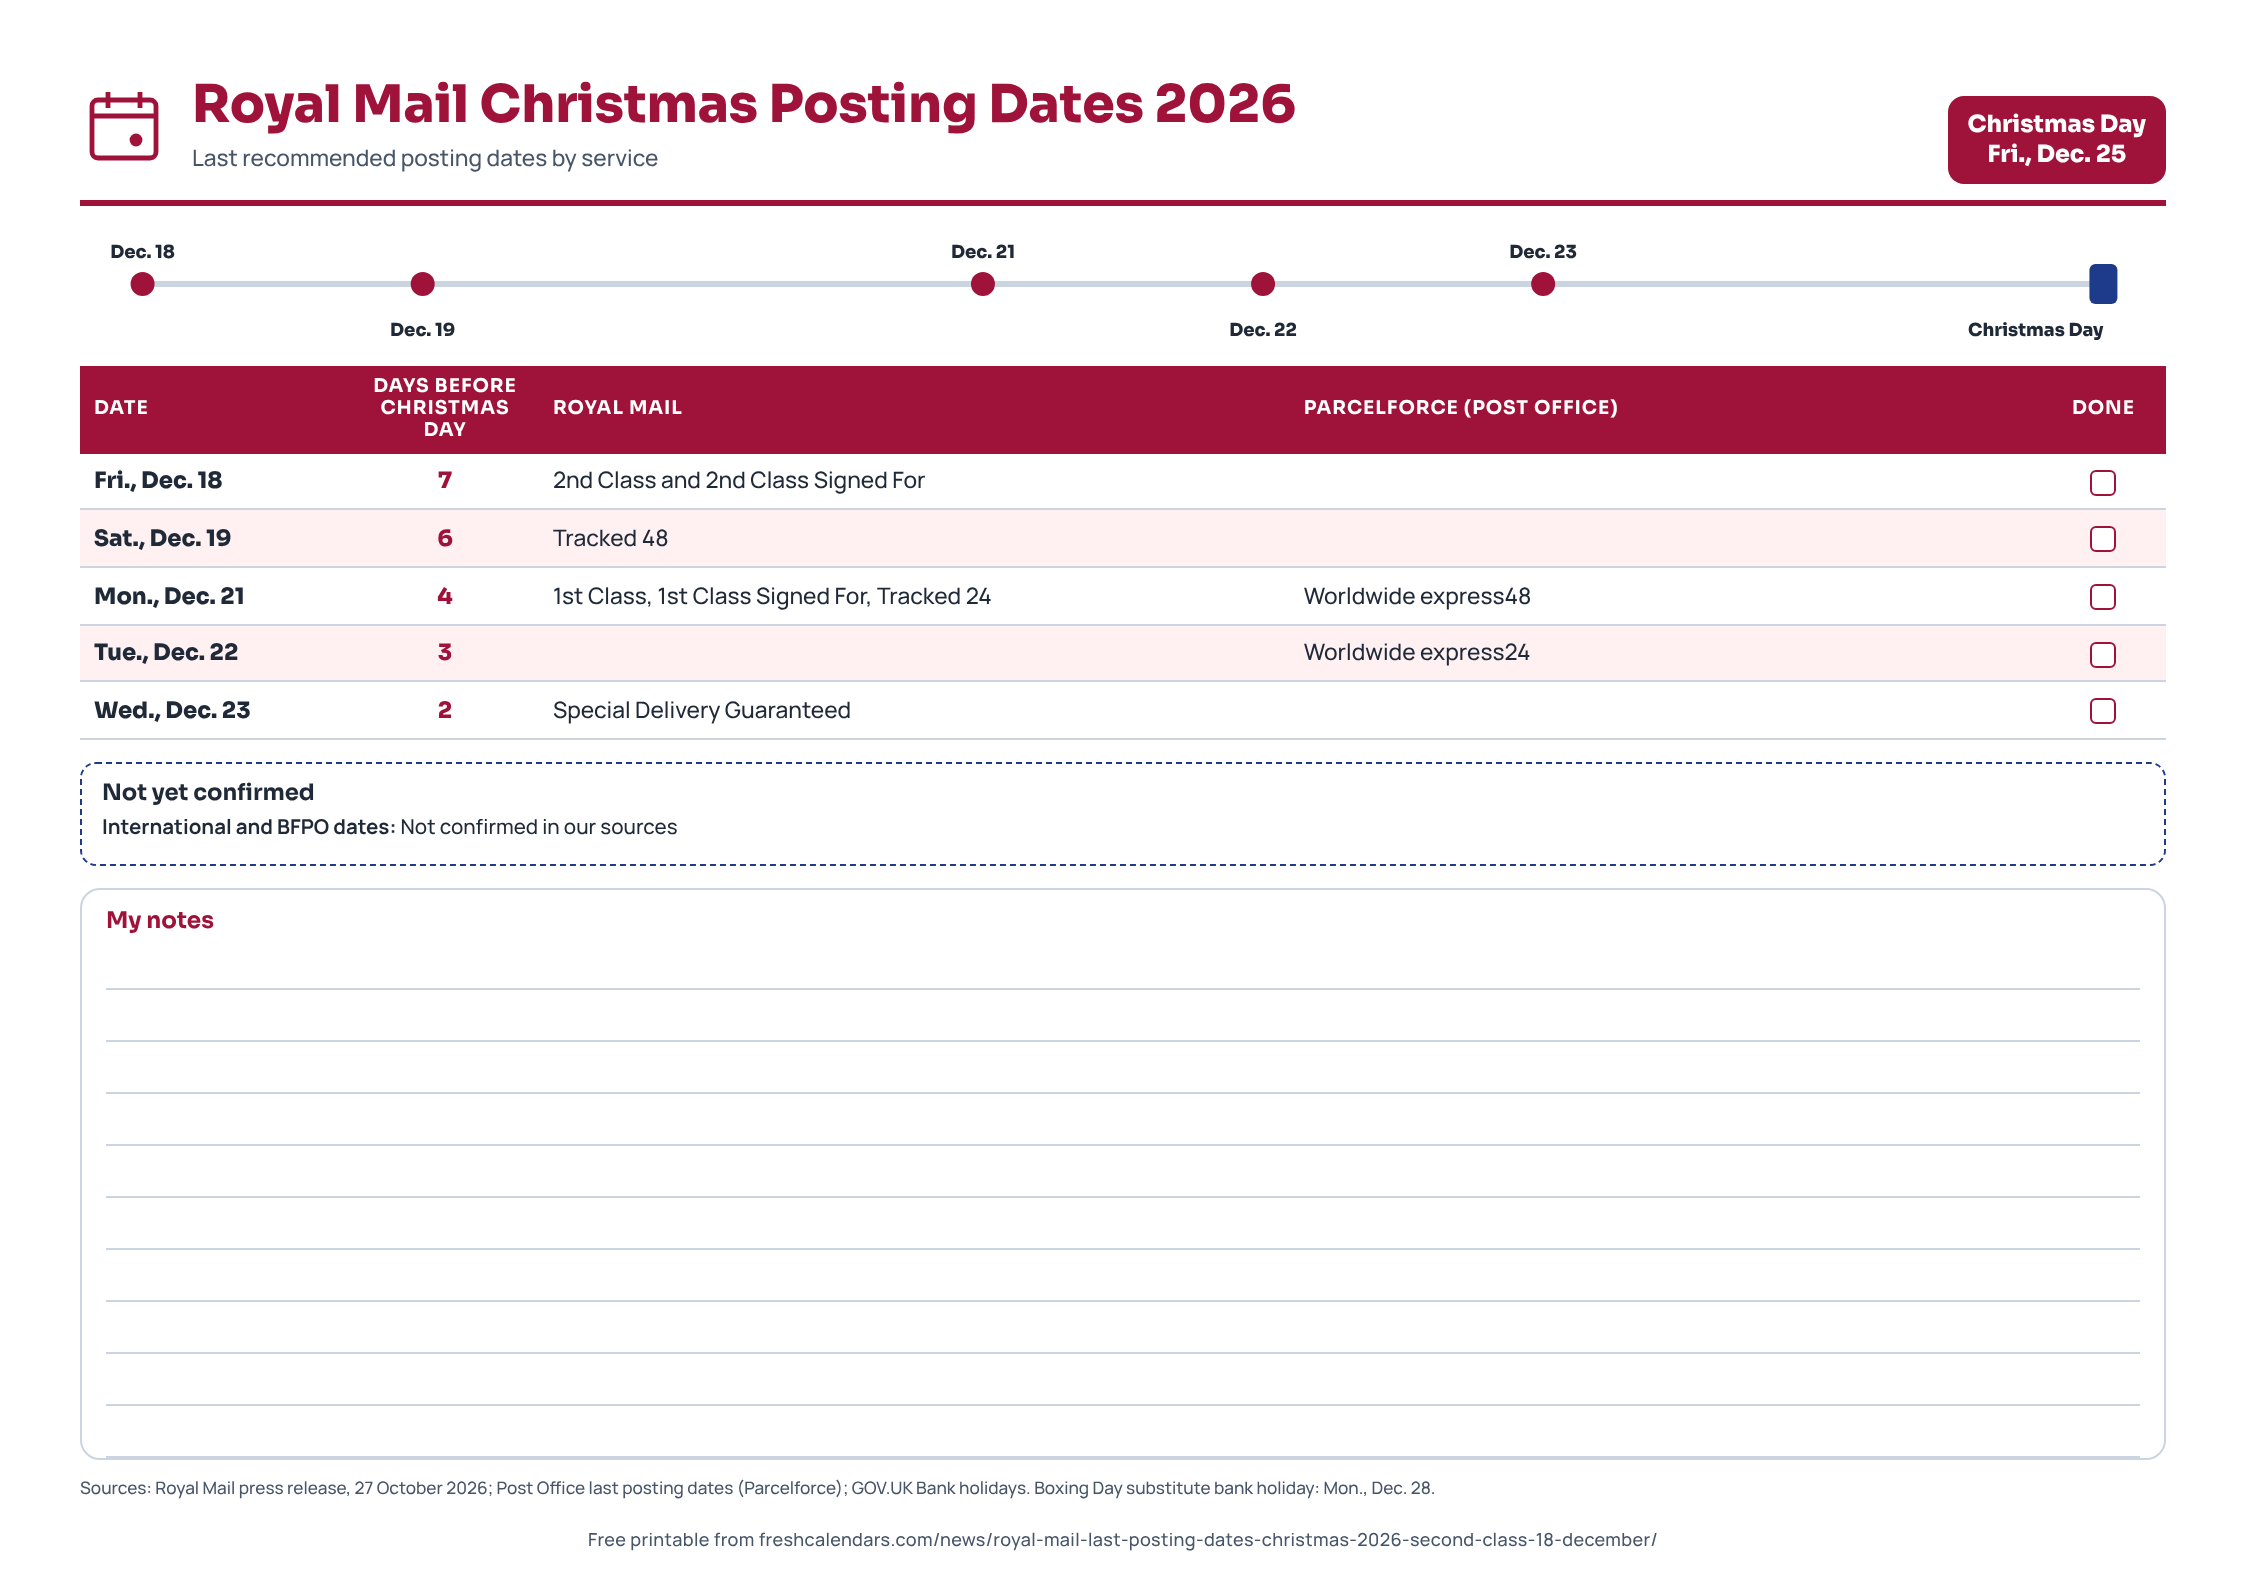 Royal Mail Christmas Posting Dates 2026
Last recommended posting dates by service
Christmas Day
Fri., Dec. 25
Dec. 18
Dec. 21
Dec. 23
Dec. 19
Dec. 22
Christmas Day
DATE
DAYS BEFORE
CHRISTMAS
DAY
ROYAL MAIL
PARCELFORCE (POST OFFICE)
DONE
Fri., Dec. 18 7 2nd Class and 2nd Class Signed For
Sat., Dec. 19 6 Tracked 48
Mon., Dec. 21 4 1st Class, 1st Class Signed For, Tracked 24 Worldwide express48
Tue., Dec. 22 3 Worldwide express24
Wed., Dec. 23 2 Special Delivery Guaranteed
Not yet confirmed
International and BFPO dates: Not confirmed in our sources
My notes
Sources: Royal Mail press release, 27 October 2026; Post Office last posting dates (Parcelforce); GOV.UK Bank holidays. Boxing Day substitute bank holiday: Mon., Dec. 28.
Free printable from freshcalendars.com/news/royal-mail-last-posting-dates-christmas-2026-second-class-18-december/